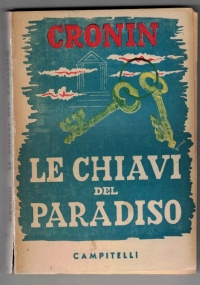 CRONIN
LE CHIAVI
DEL
PARADISO
CAMPITELLI